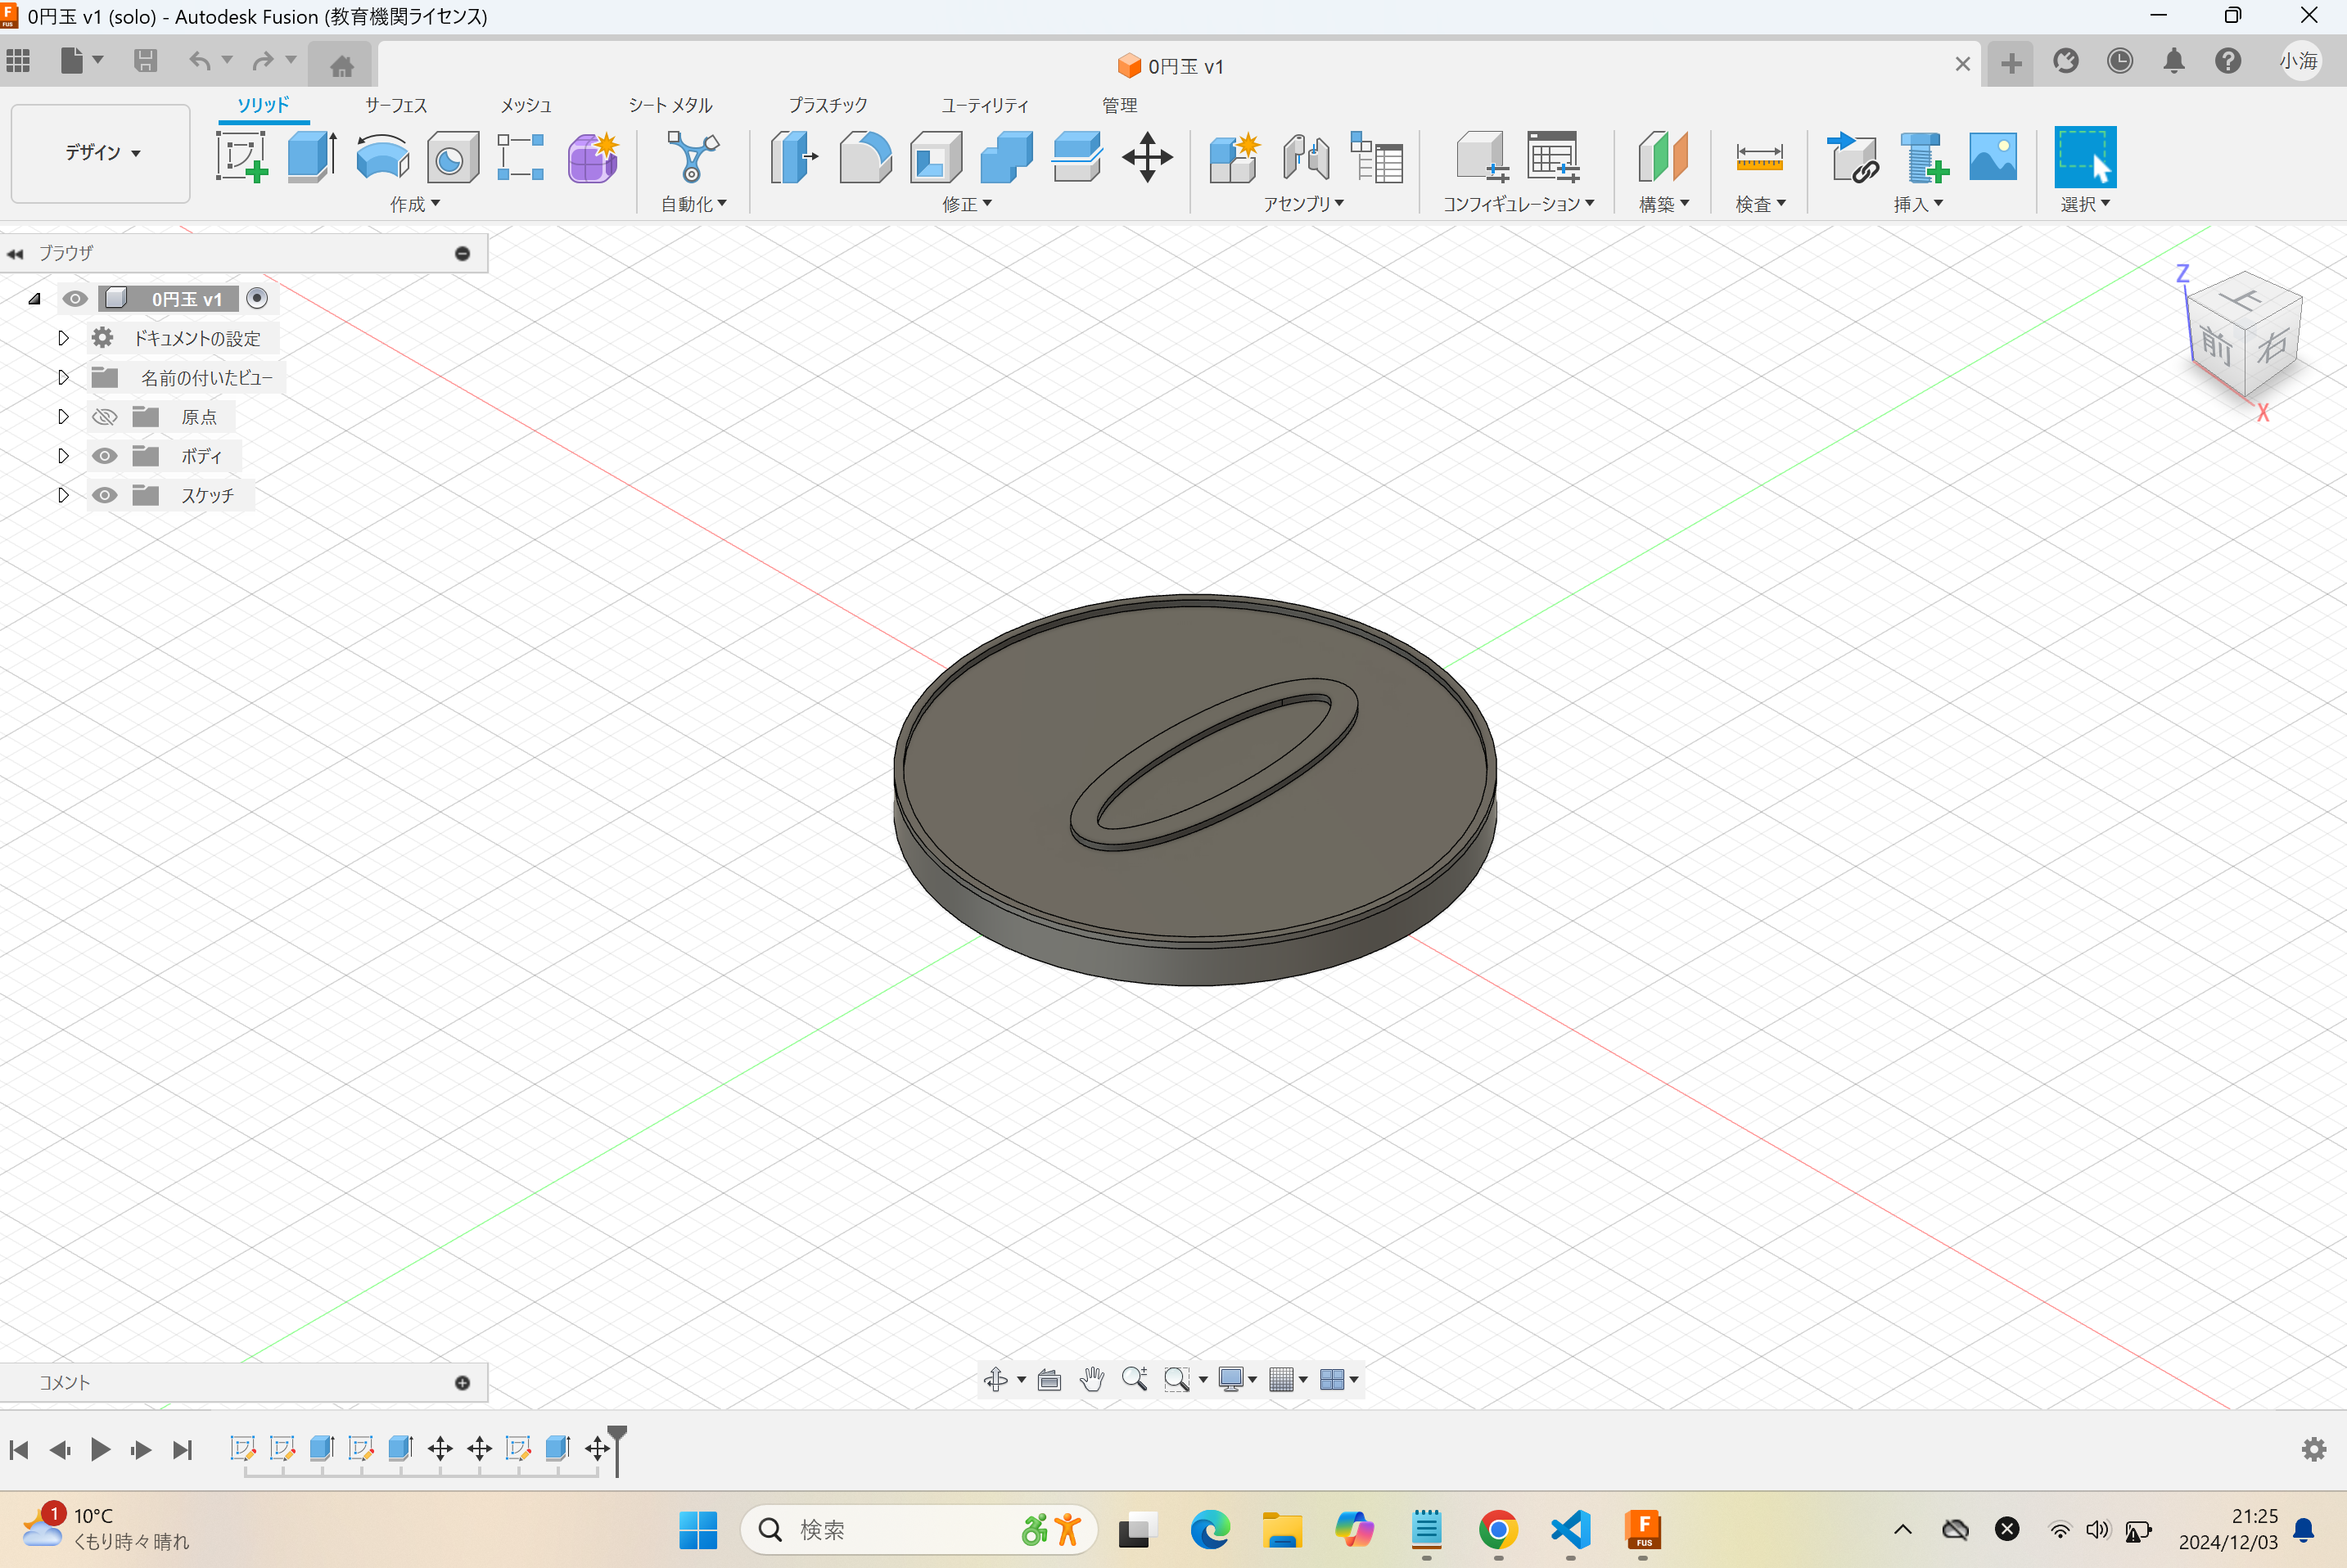 0円玉 v1 (solo) - Autodesk Fusion (教育機関ライセンス)
0円玉 v1
小海
デザイン
ソリッド サーフェス メッシュ シート メタル プラスチック ユーティリティ 管理
作成 自動化 修正 アセンブリ コンフィギュレーション 構築 検査 挿入 選択
ブラウザ
0円玉 v1
ドキュメントの設定
名前の付いたビュー
原点
ボディ
スケッチ
Z
上
前
右
X
コメント
1
10°C
くもり時々晴れ
検索
F
FUS
21:25
2024/12/03